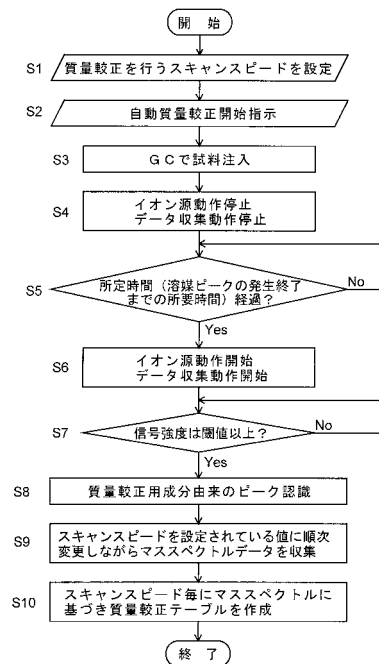 開　始
S1 質量較正を行うスキャンスピードを設定
S2 自動質量較正開始指示
S3 ＧＣで試料注入
S4 イオン源動作停止
データ収集動作停止
S5 所定時間（溶媒ピークの発生終了
までの所要時間）経過？
No
Yes
S6 イオン源動作開始
データ収集動作開始
S7 信号強度は閾値以上？
No
Yes
S8 質量較正用成分由来のピーク認識
S9 スキャンスピードを設定されている値に順次
変更しながらマススペクトルデータを収集
S10 スキャンスピード毎にマススペクトルに
基づき質量較正テーブルを作成
終　了